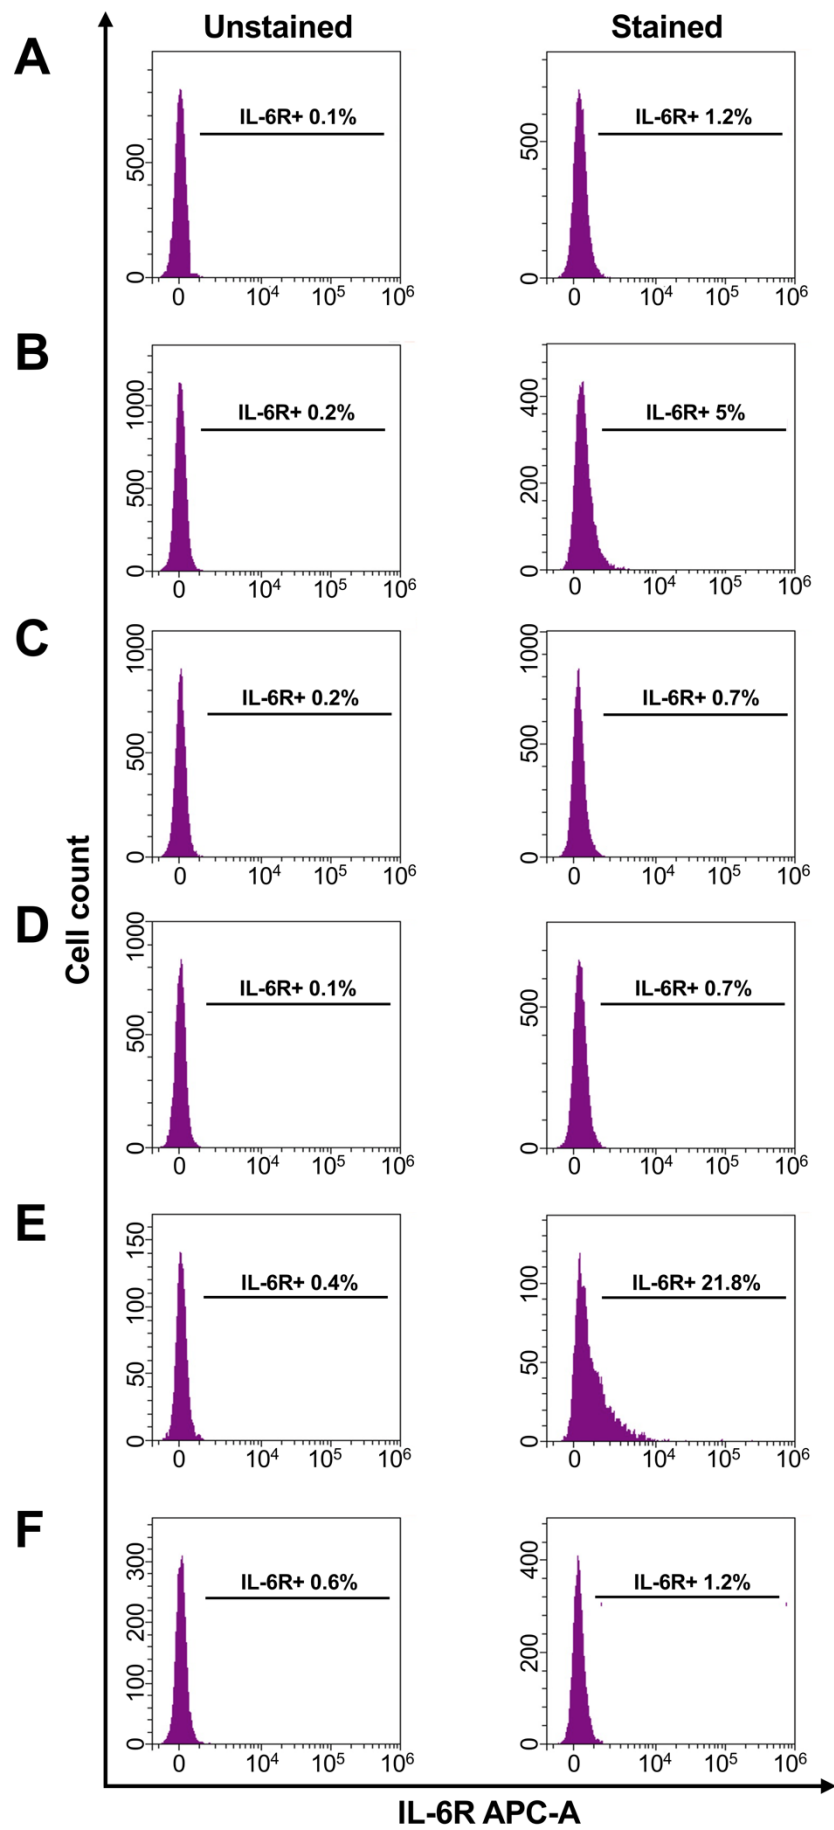 Unstained
Stained
A
IL-6R+ 0.1%
500
0
0 10⁴ 10⁵ 10⁶
IL-6R+ 1.2%
500
0
0 10⁴ 10⁵ 10⁶
B
IL-6R+ 0.2%
1000
500
0
0 10⁴ 10⁵ 10⁶
IL-6R+ 5%
400
200
0
0 10⁴ 10⁵ 10⁶
C
IL-6R+ 0.2%
1000
500
0
0 10⁴ 10⁵ 10⁶
IL-6R+ 0.7%
1000
500
0
0 10⁴ 10⁵ 10⁶
D
IL-6R+ 0.1%
1000
500
0
0 10⁴ 10⁵ 10⁶
IL-6R+ 0.7%
500
0
0 10⁴ 10⁵ 10⁶
E
IL-6R+ 0.4%
150
100
50
0
0 10⁴ 10⁵ 10⁶
IL-6R+ 21.8%
100
50
0
0 10⁴ 10⁵ 10⁶
F
IL-6R+ 0.6%
300
200
100
0
0 10⁴ 10⁵ 10⁶
IL-6R+ 1.2%
400
200
0
0 10⁴ 10⁵ 10⁶
Cell count
IL-6R APC-A